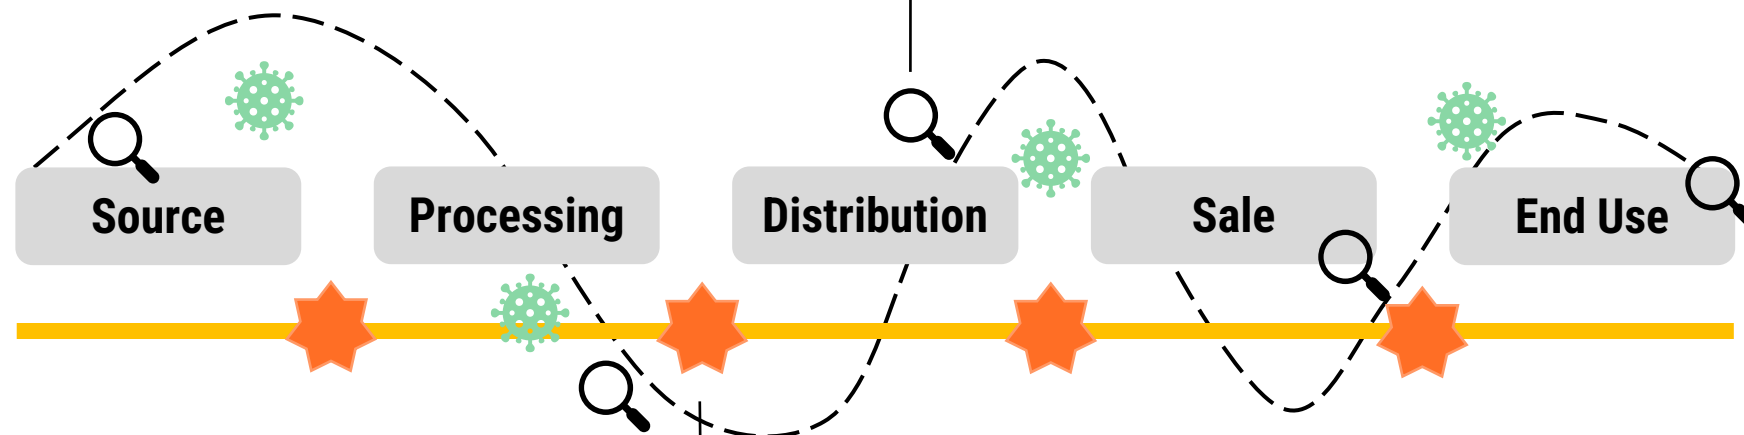 Source
Processing
Distribution
Sale
End Use